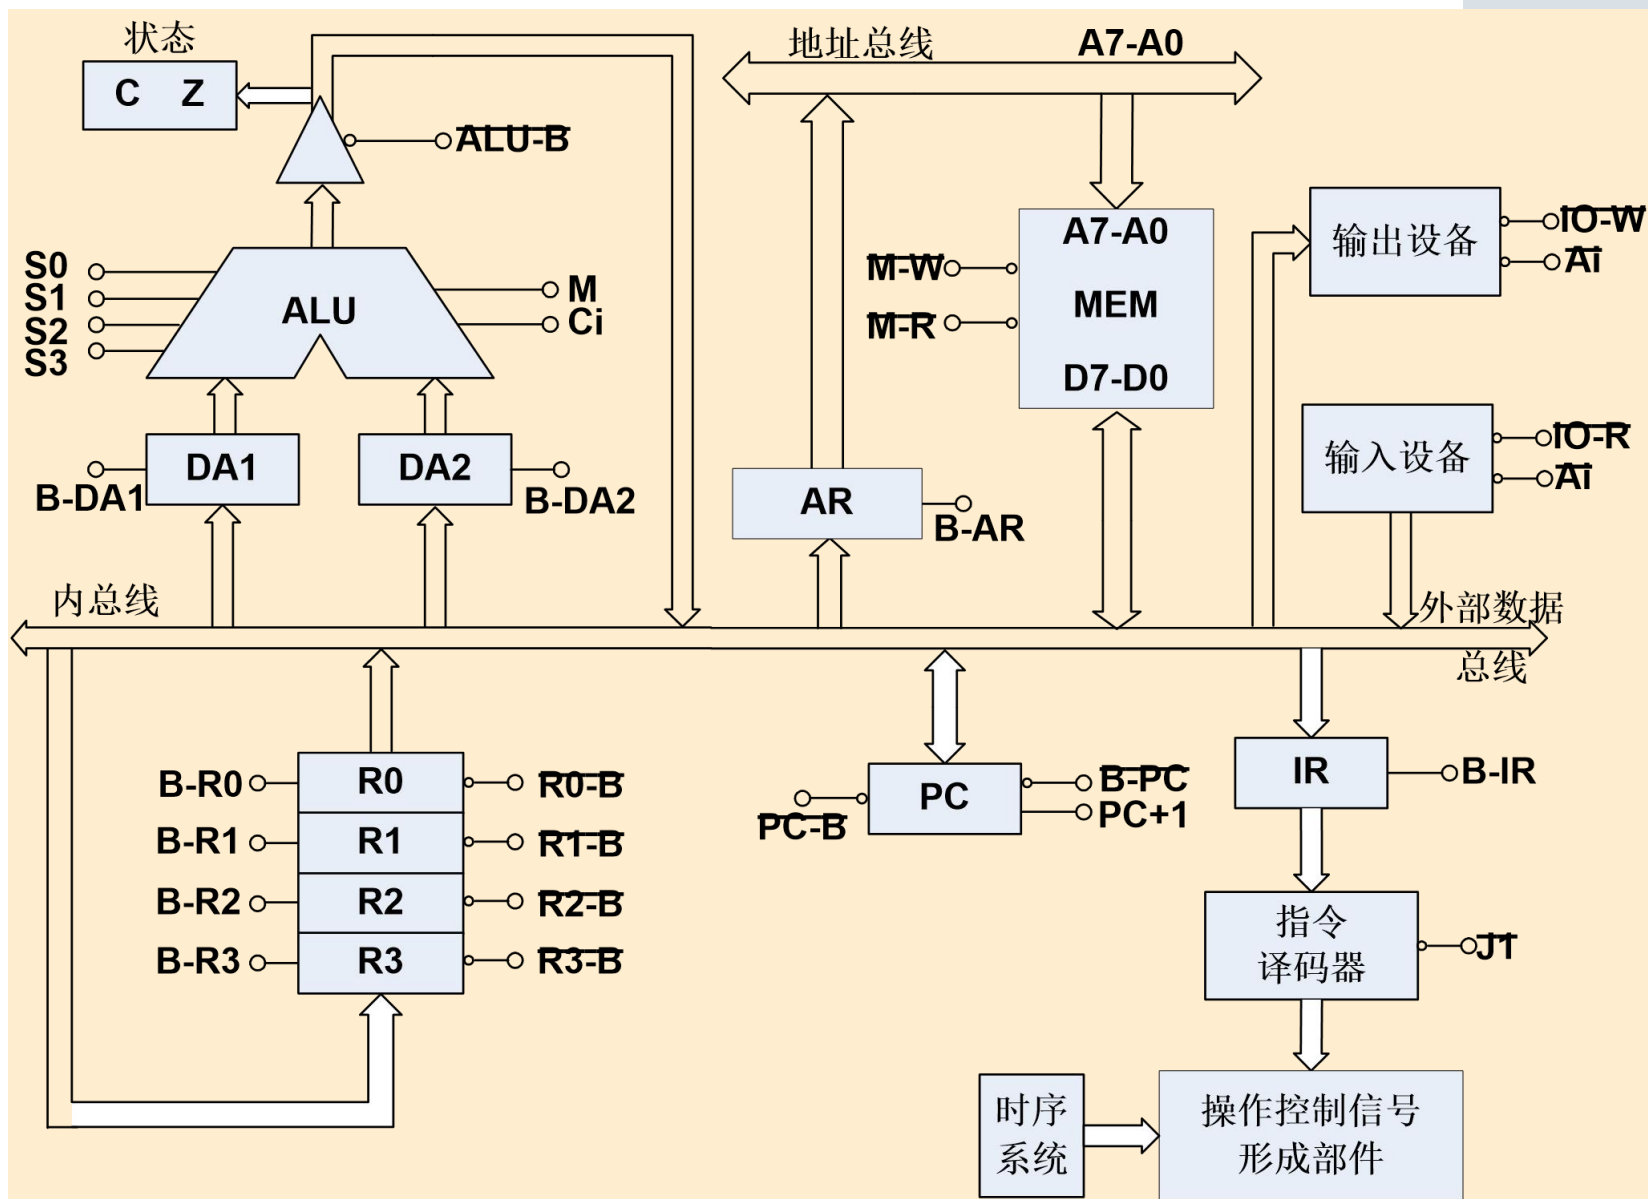 状态
C Z
ALU-B
S0
S1
S2
S3
ALU
M
Ci
DA1
B-DA1
DA2
B-DA2
地址总线 A7-A0
A7-A0
MEM
D7-D0
M-W
M-R
AR
B-AR
输出设备
IO-W
Ai
输入设备
IO-R
Ai
内总线
外部数据
总线
B-R0 R0 R0-B
B-R1 R1 R1-B
B-R2 R2 R2-B
B-R3 R3 R3-B
PC
PC-B
B-PC
PC+1
IR
B-IR
指令
译码器
J1
时序
系统
操作控制信号
形成部件